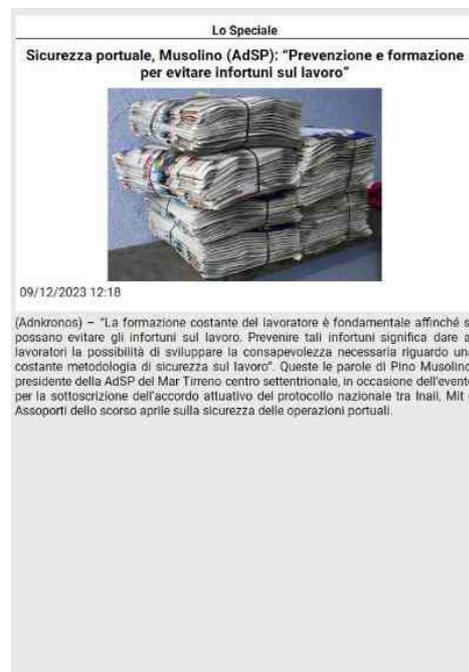 Lo Speciale
Sicurezza portuale, Musolino (AdSP): “Prevenzione e formazione
per evitare infortuni sul lavoro”
09/12/2023 12:18
(Adnkronos) – “La formazione costante del lavoratore è fondamentale affinché s
possano evitare gli infortuni sul lavoro. Prevenire tali infortuni significa dare a
lavoratori la possibilità di sviluppare la consapevolezza necessaria riguardo un
costante metodologia di sicurezza sul lavoro”. Queste le parole di Pino Musolino
presidente della AdSP del Mar Tirreno centro settentrionale, in occasione dell’event
per la sottoscrizione dell’accordo attuativo del protocollo nazionale tra Inail, Mit
Assoporti dello scorso aprile sulla sicurezza delle operazioni portuali.